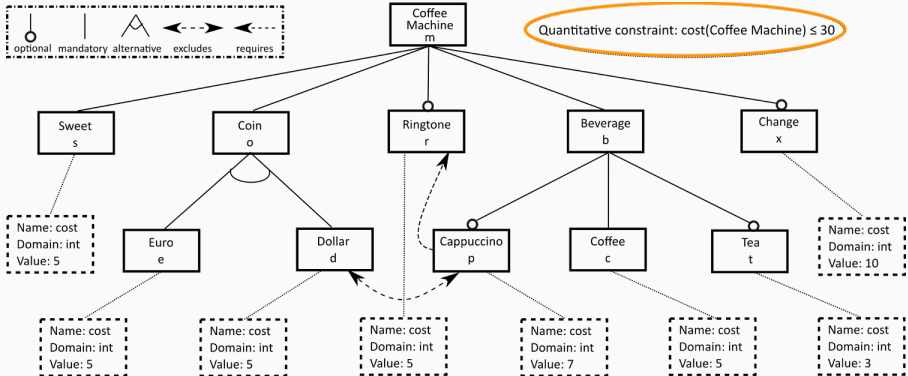 optional mandatory alternative excludes requires
Coffee
Machine
m
Quantitative constraint: cost(Coffee Machine) ≤ 30
Sweet
s
Coin
o
Ringtone
r
Beverage
b
Change
x
Name: cost
Domain: int
Value: 5
Euro
e
Dollar
d
Cappuccino
p
Coffee
c
Tea
t
Name: cost
Domain: int
Value: 10
Name: cost
Domain: int
Value: 5
Name: cost
Domain: int
Value: 5
Name: cost
Domain: int
Value: 5
Name: cost
Domain: int
Value: 7
Name: cost
Domain: int
Value: 5
Name: cost
Domain: int
Value: 3